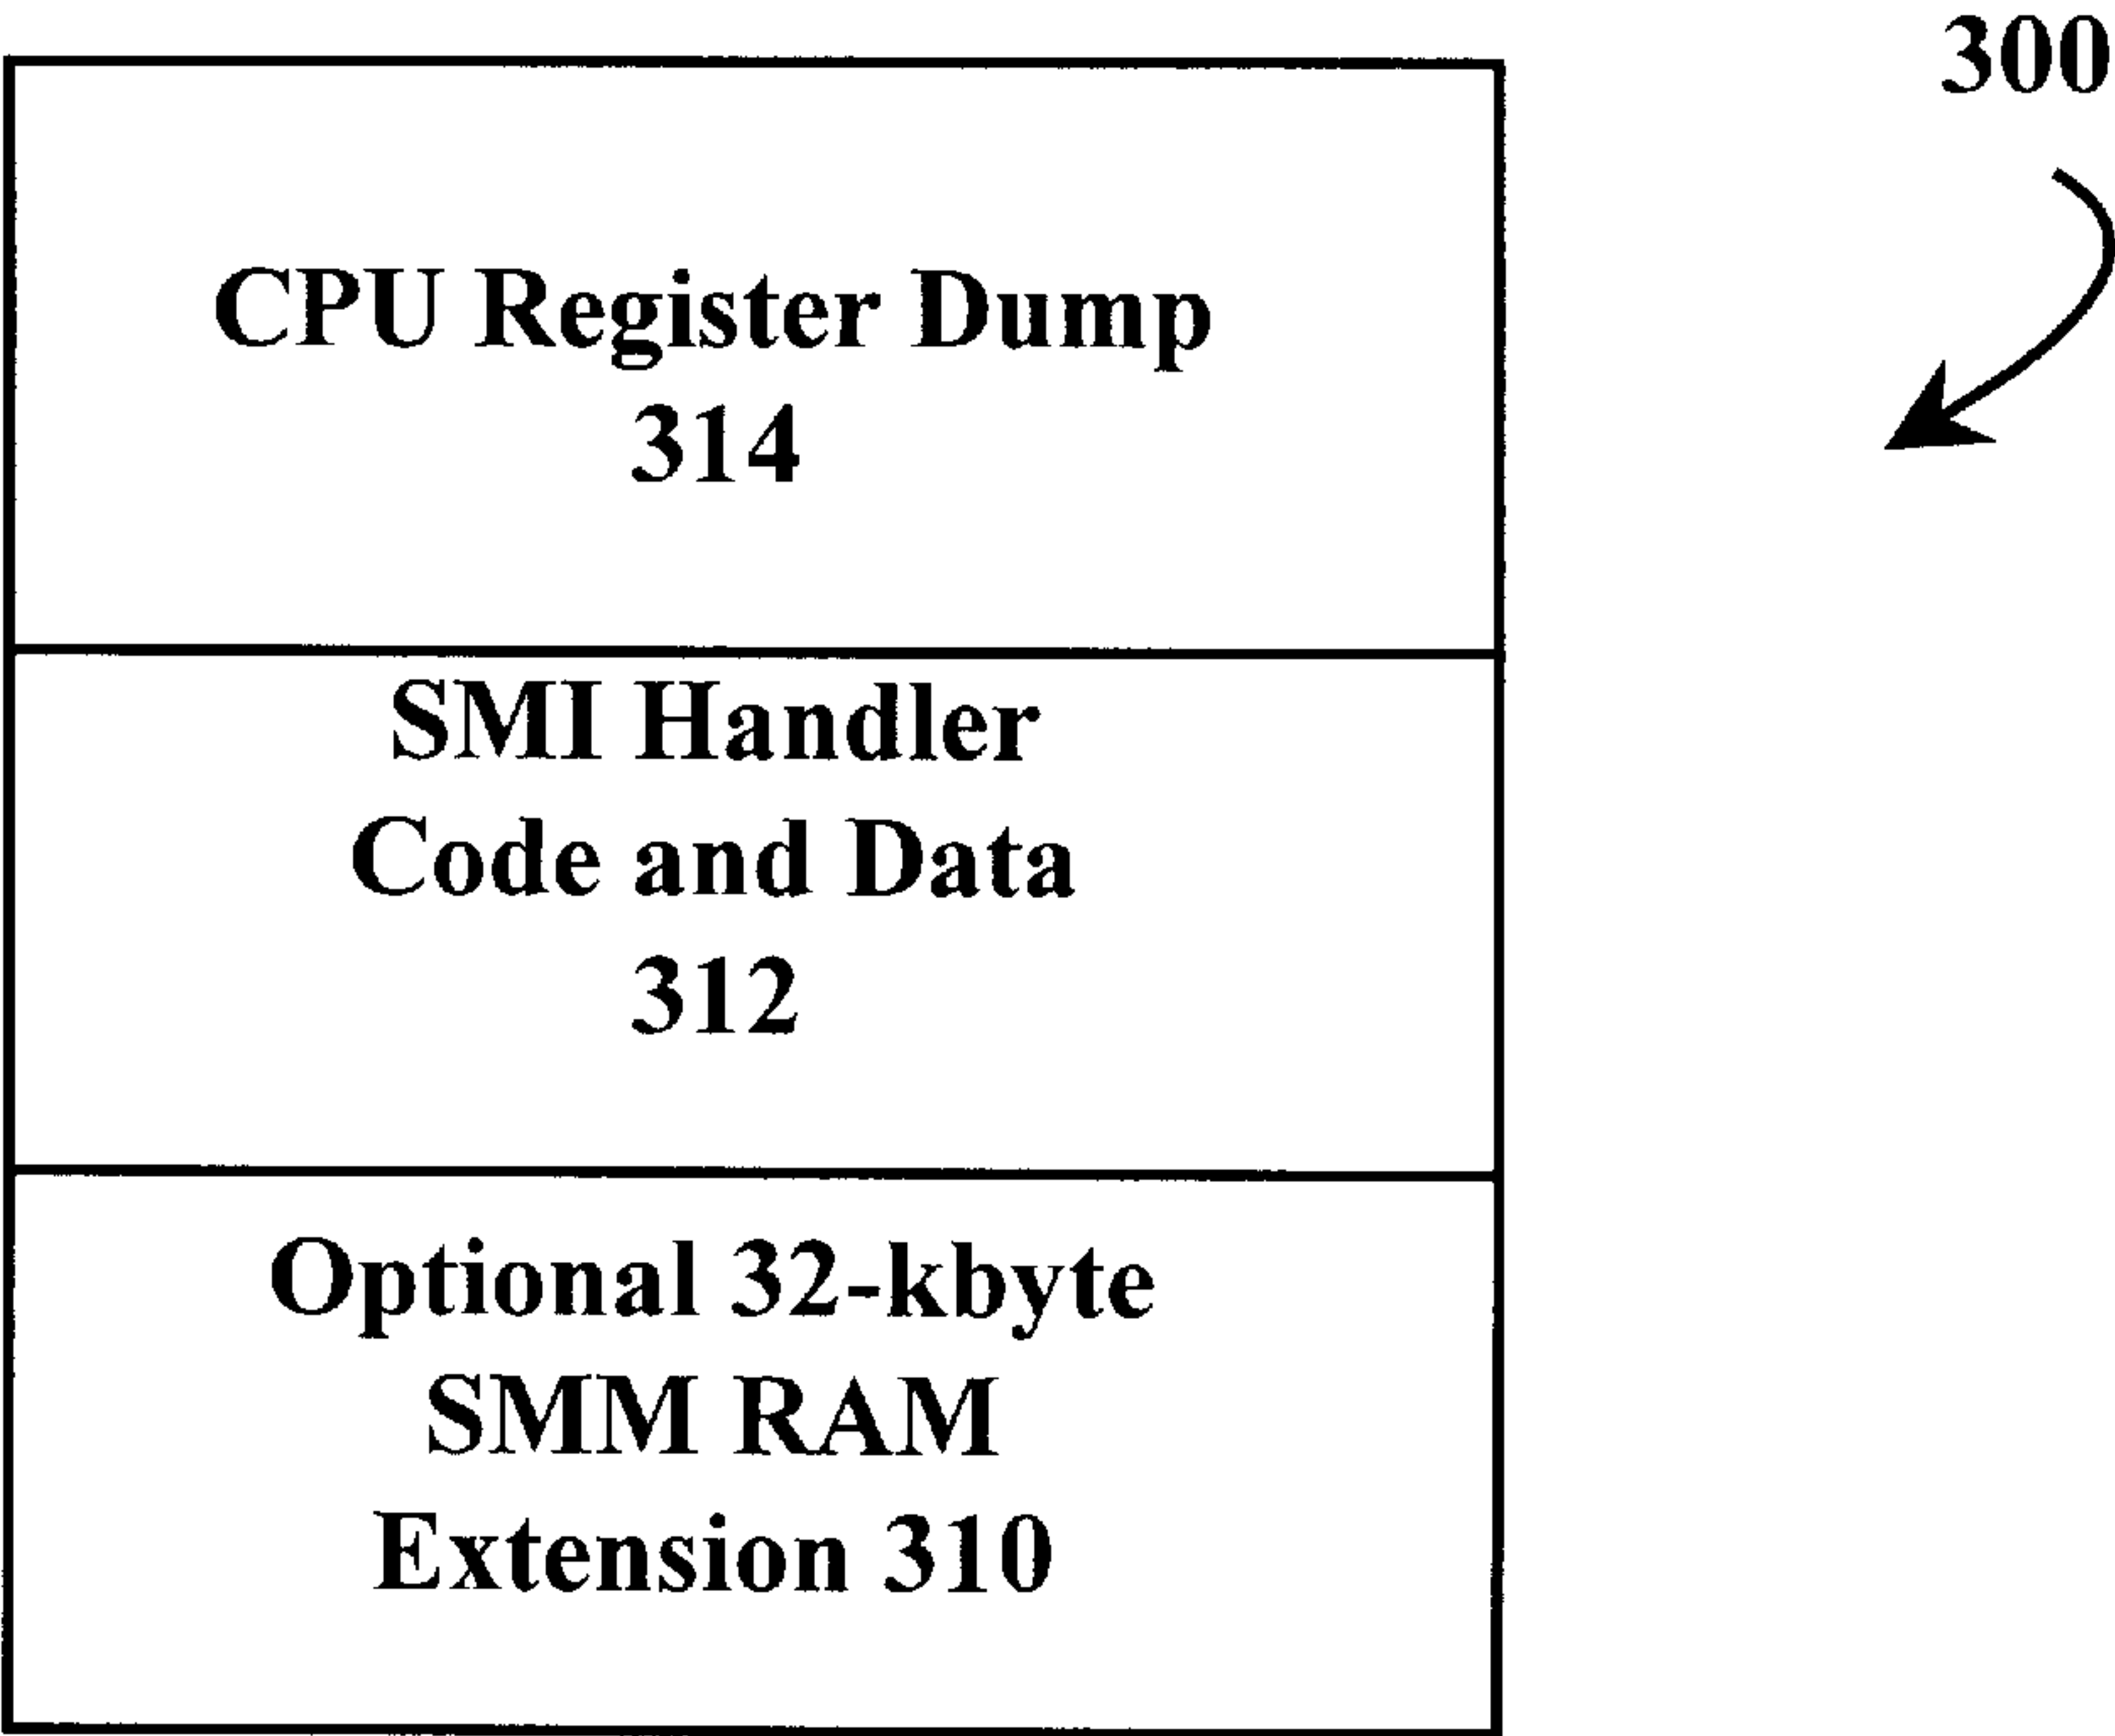 300
CPU Register Dump
314
SMI Handler
Code and Data
312
Optional 32-kbyte
SMM RAM
Extension 310